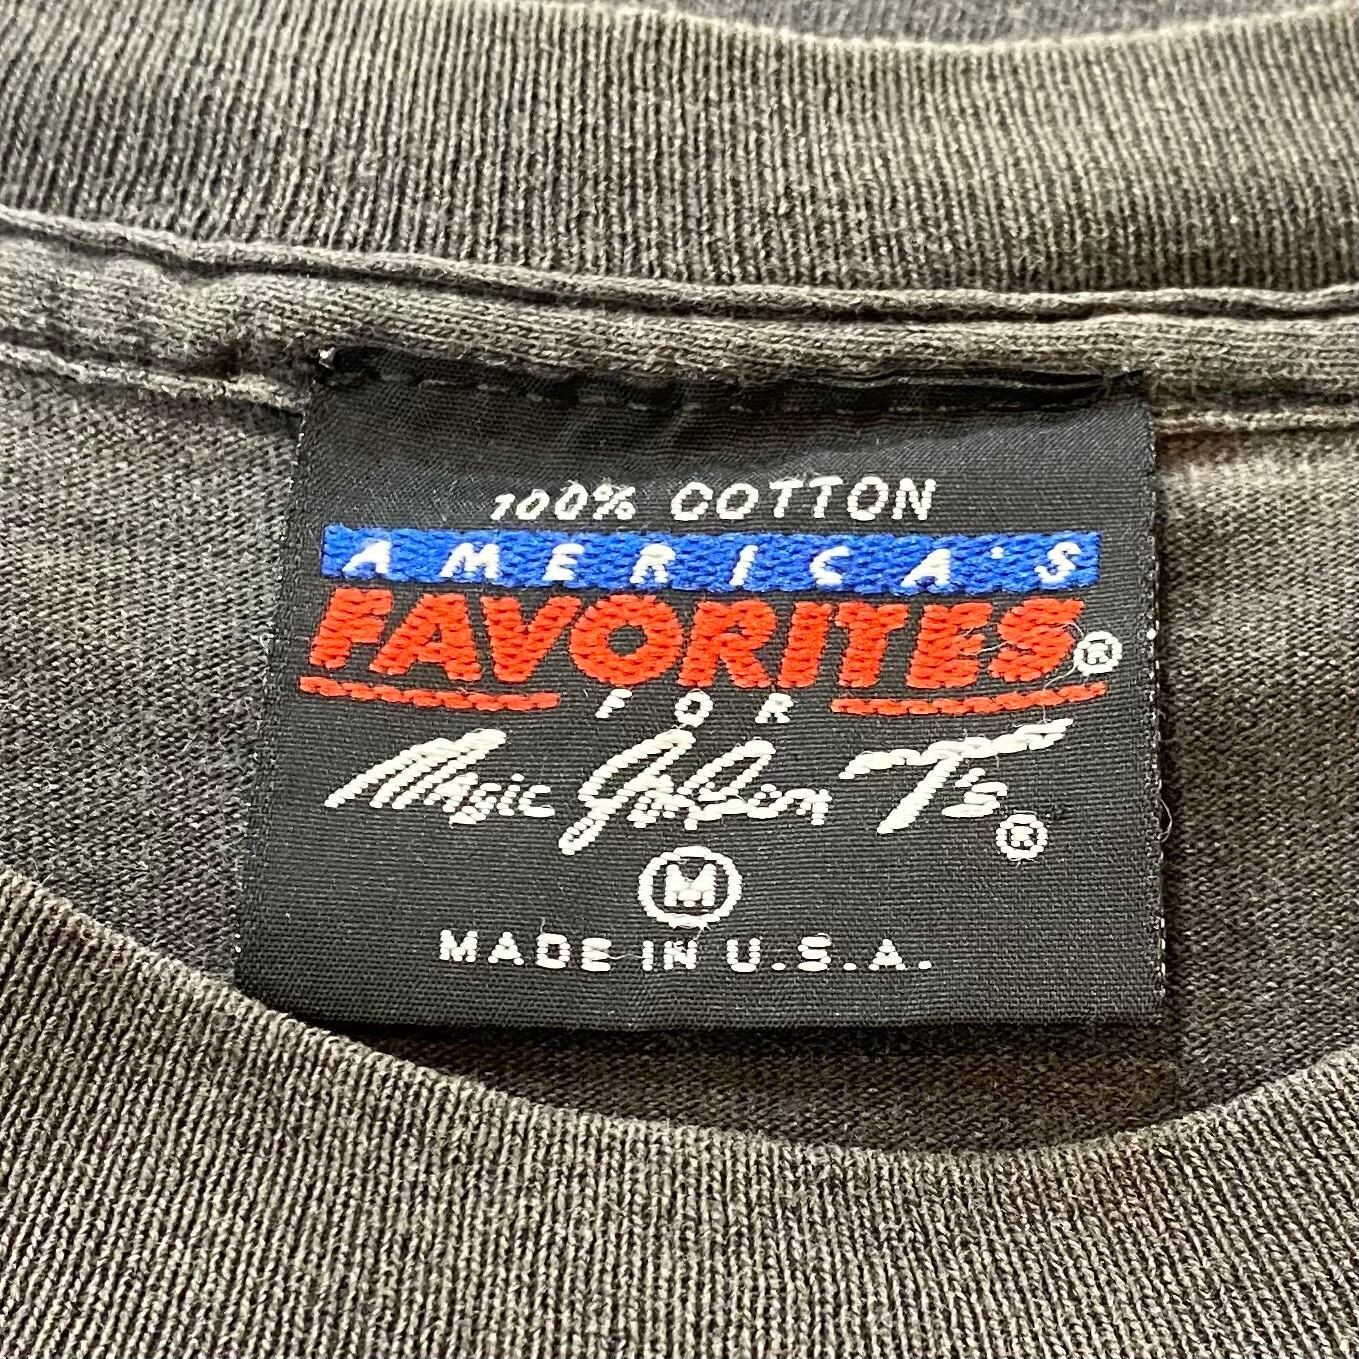 100% COTTON
AMERICA'S
FAVORITES®
FOR
Magic Johnson T's®
M
MADE IN U.S.A.